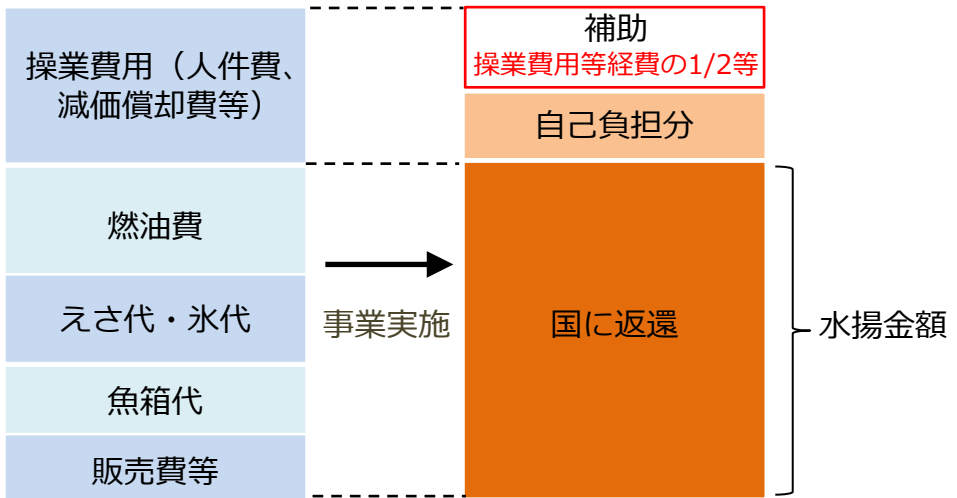 操業費用（人件費、
減価償却費等）
燃油費
えさ代・氷代
魚箱代
販売費等
事業実施
補助
操業費用等経費の1/2等
自己負担分
国に返還
水揚金額